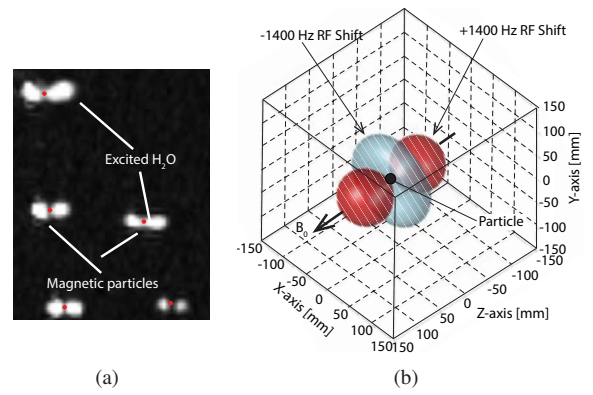 Excited H₂O
Magnetic particles
(a)
-1400 Hz RF Shift
+1400 Hz RF Shift
150
100
50
0
-50
-100
-150
Y-axis [mm]
Particle
B₀
-150
-100
-50
0
50
100
150
X-axis [mm]
-150
-100
-50
0
50
100
150
Z-axis [mm]
(b)